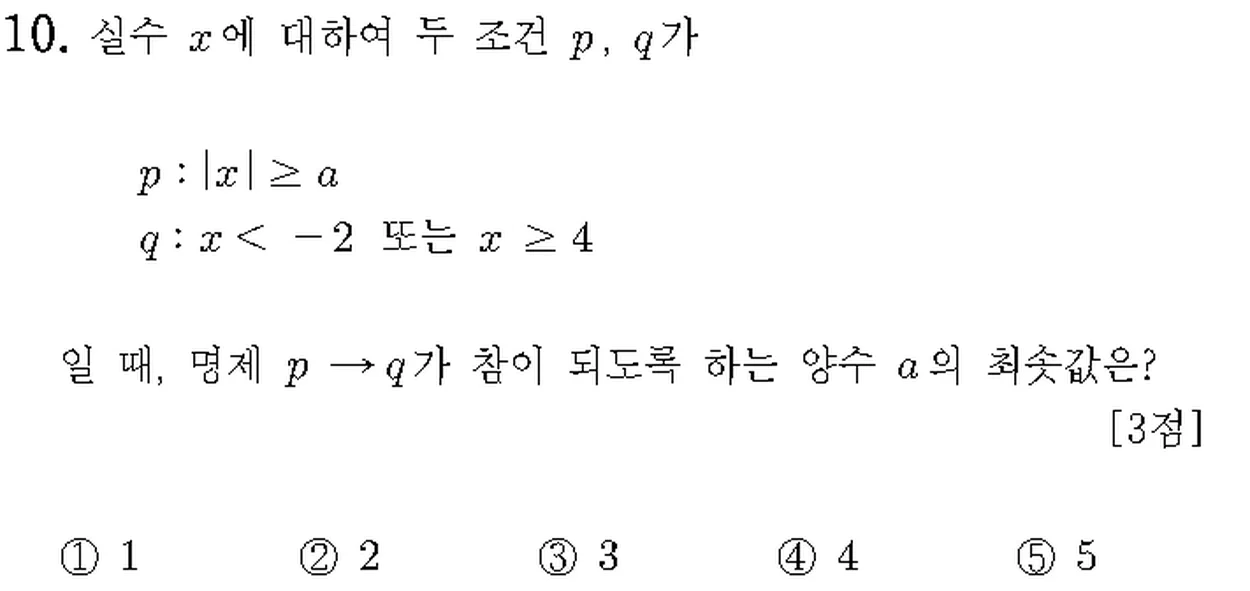 10. 실수 x에 대하여 두 조건 p, q가
p : |x| ≥ a
q : x < -2 또는 x ≥ 4
일 때, 명제 p → q가 참이 되도록 하는 양수 a의 최솟값은?
[3점]
① 1 ② 2 ③ 3 ④ 4 ⑤ 5